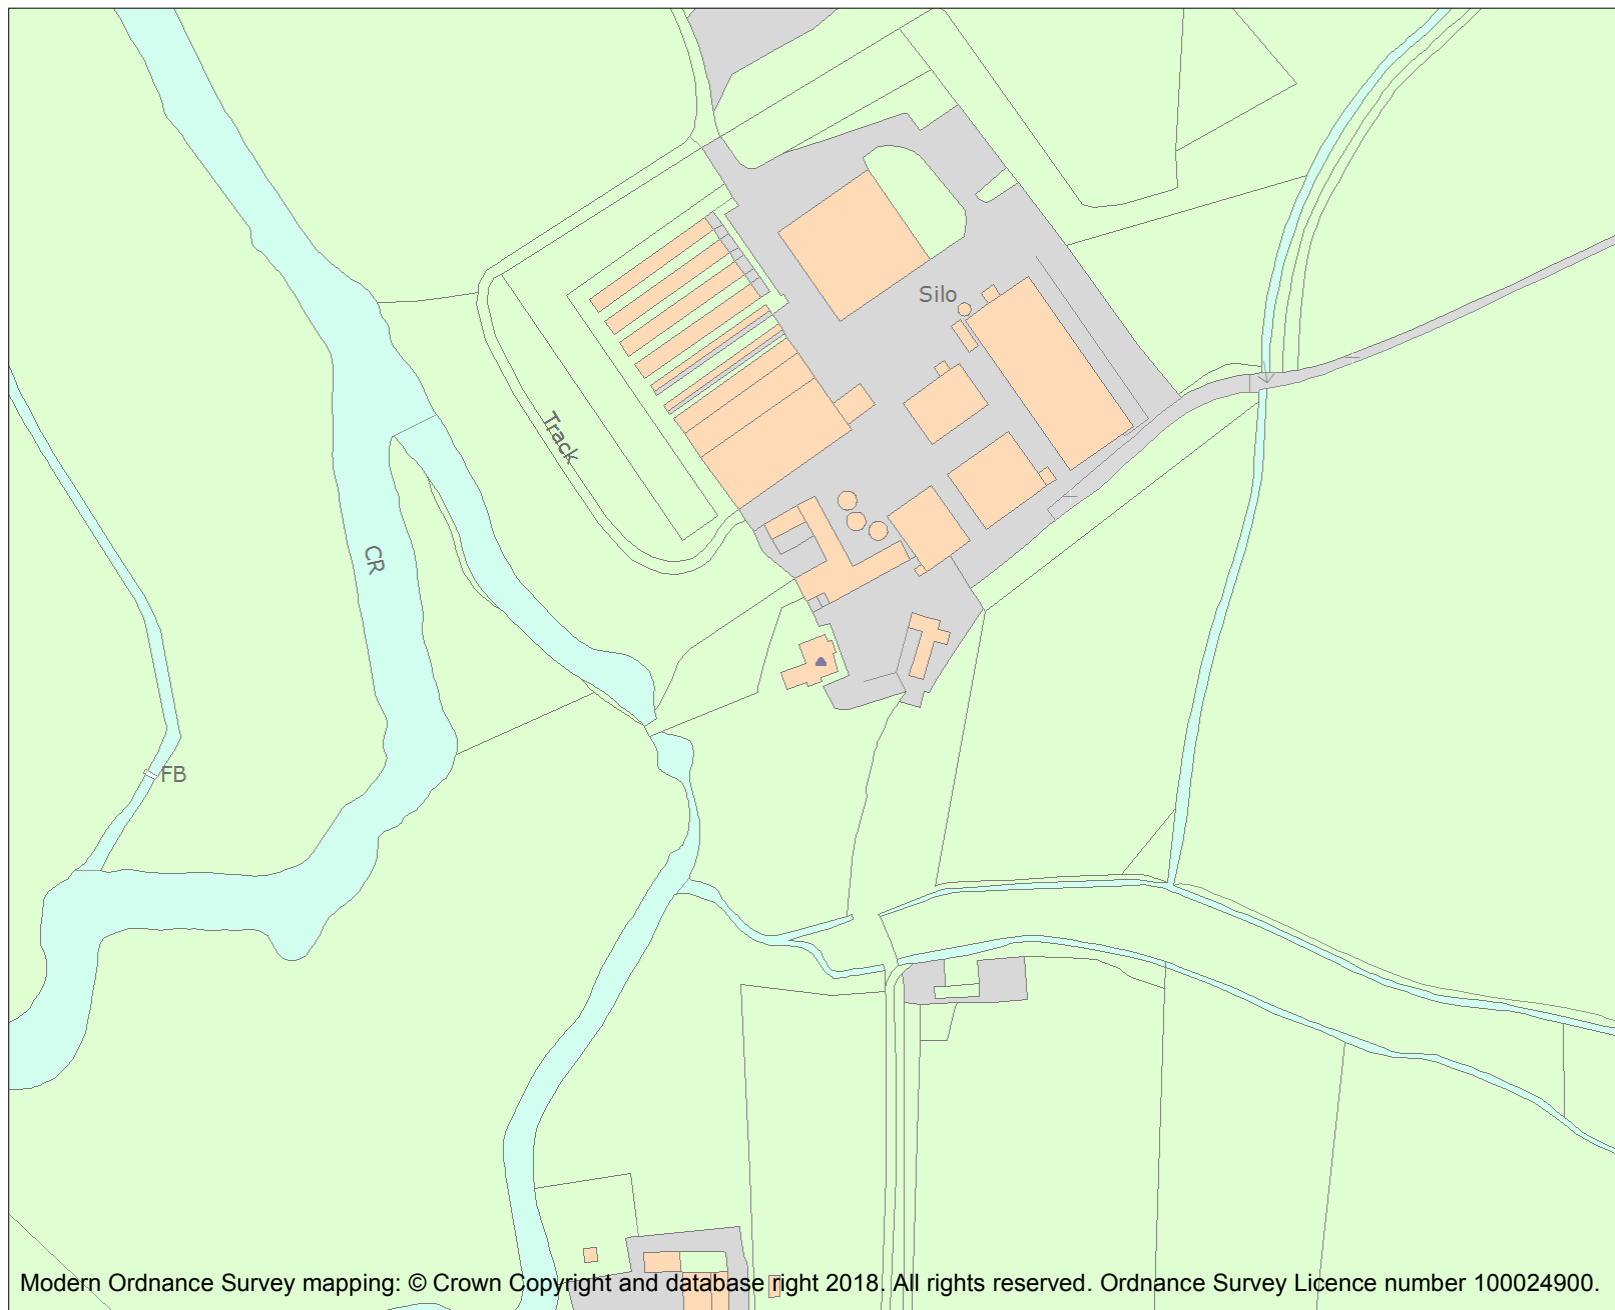 Silo
Track
CR
FB
Modern Ordnance Survey mapping: © Crown Copyright and database right 2018. All rights reserved. Ordnance Survey Licence number 100024900.